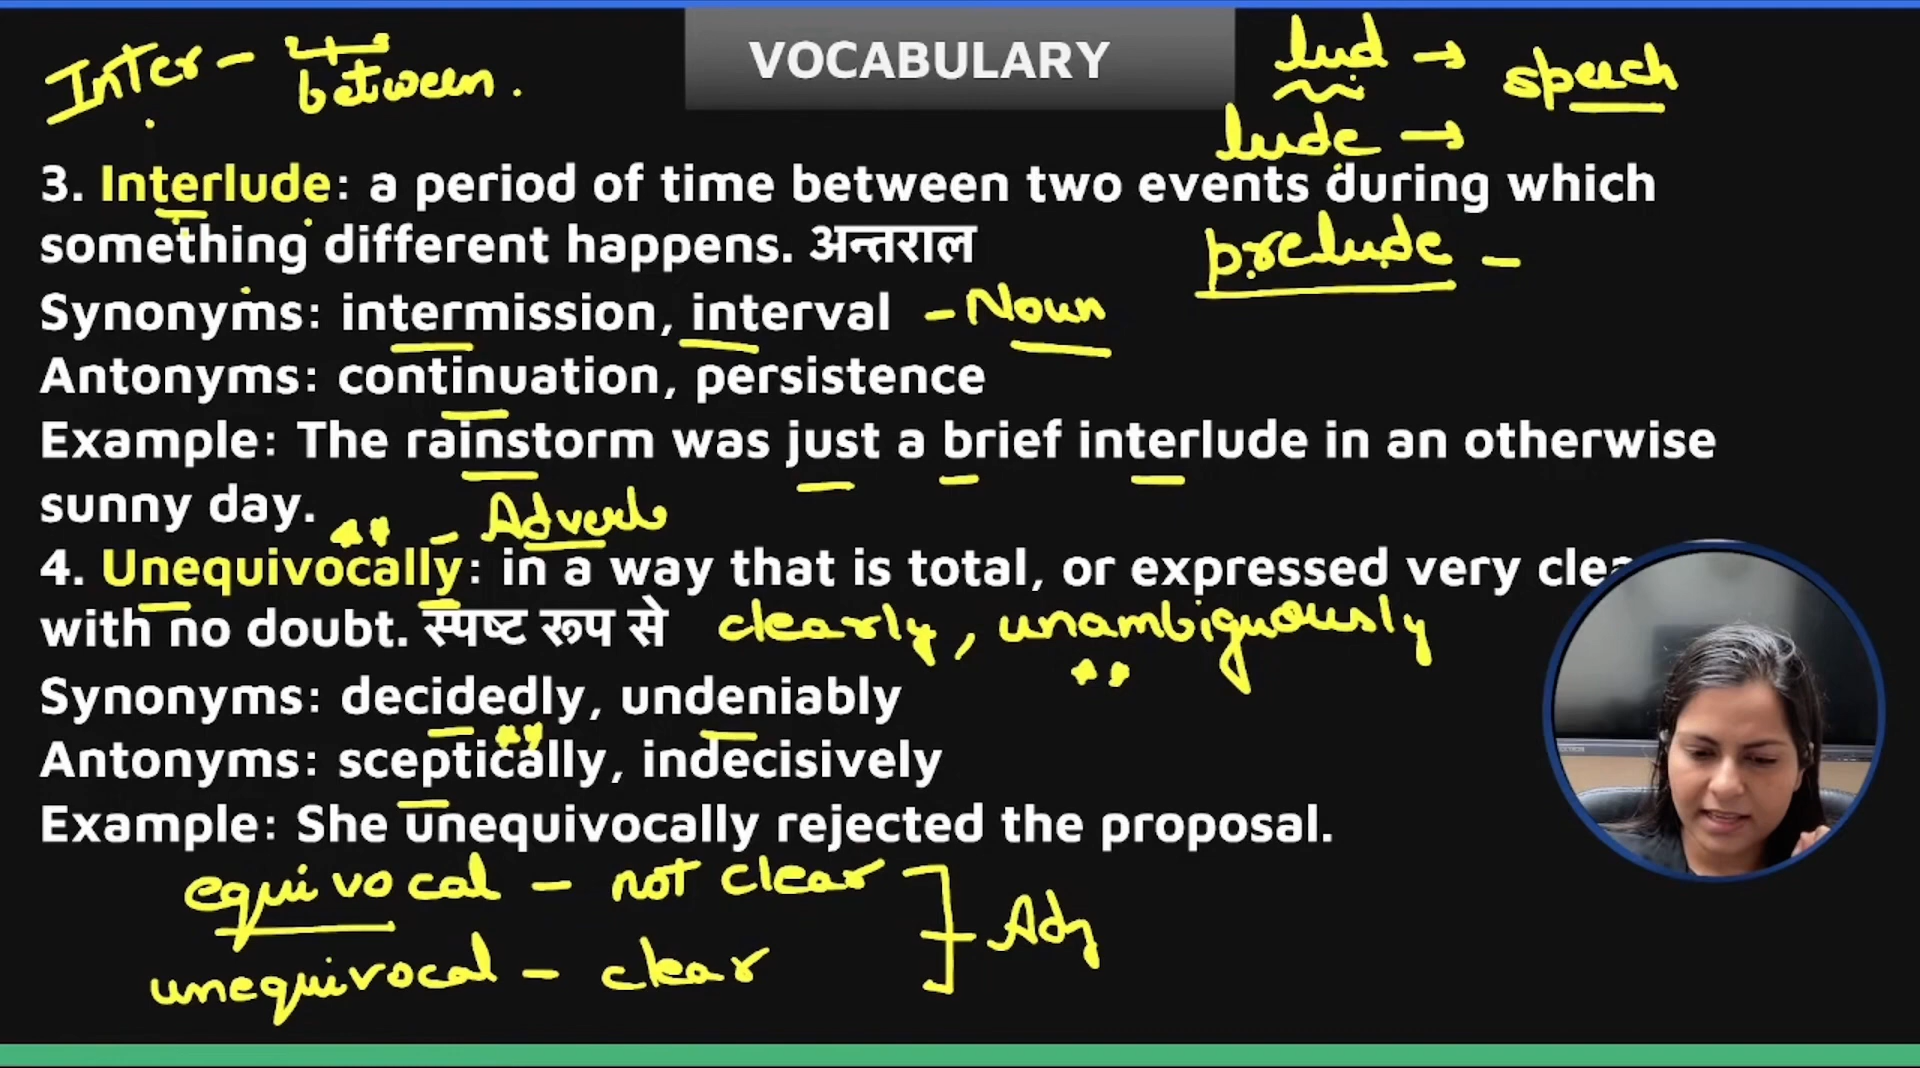 Inter - between.
VOCABULARY
lud → speech
lude →
3. Interlude: a period of time between two events during which
something different happens. अन्तराल
prelude -
Synonyms: intermission, interval - Noun
Antonyms: continuation, persistence
Example: The rainstorm was just a brief interlude in an otherwise
sunny day.
- Adverb
4. Unequivocally: in a way that is total, or expressed very
with no doubt. स्पष्ट रूप से clearly, unambiguously
Synonyms: decidedly, undeniably
Antonyms: sceptically, indecisively
Example: She unequivocally rejected the proposal.
equivocal - not clear
Adj
unequivocal - clear